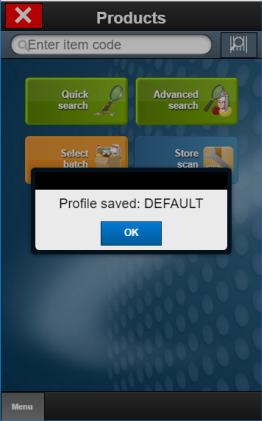 Products
Enter item code
Quick
search
Advanced
search
Select
batch
Store
scan
Profile saved: DEFAULT
OK
Menu